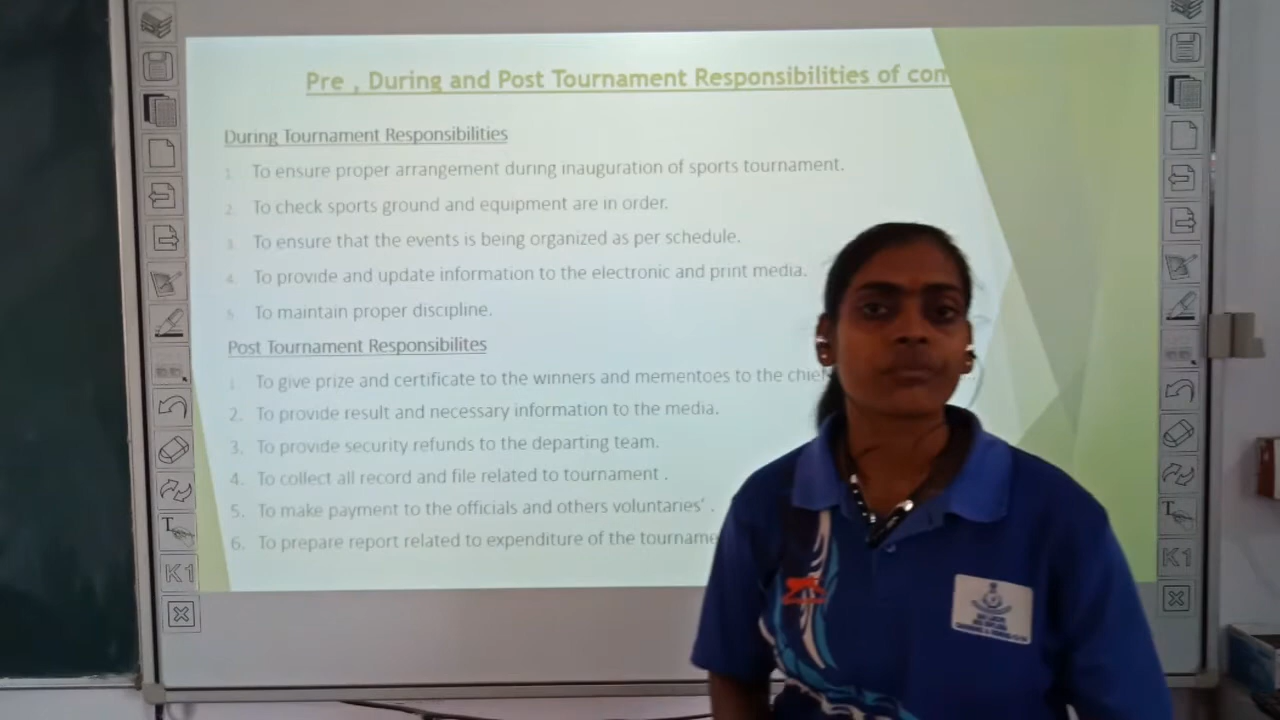 Pre , During and Post Tournament Responsibilities of com
During Tournament Responsibilities
1. To ensure proper arrangement during inauguration of sports tournament.
2. To check sports ground and equipment are in order.
3. To ensure that the events is being organized as per schedule.
4. To provide and update information to the electronic and print media.
5. To maintain proper discipline.
Post Tournament Responsibilites
1. To give prize and certificate to the winners and mementoes to the chief
2. To provide result and necessary information to the media.
3. To provide security refunds to the departing team.
4. To collect all record and file related to tournament .
5. To make payment to the officials and others voluntaries' .
6. To prepare report related to expenditure of the tourname
T
K1
T
K1